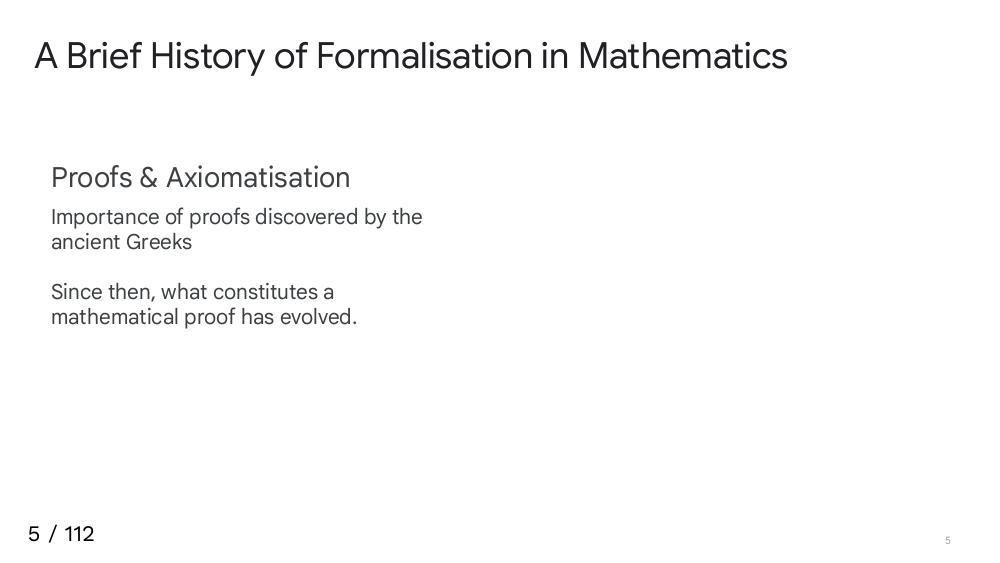 A Brief History of Formalisation in Mathematics
Proofs & Axiomatisation
Importance of proofs discovered by the
ancient Greeks
Since then, what constitutes a
mathematical proof has evolved.
5 / 112
5